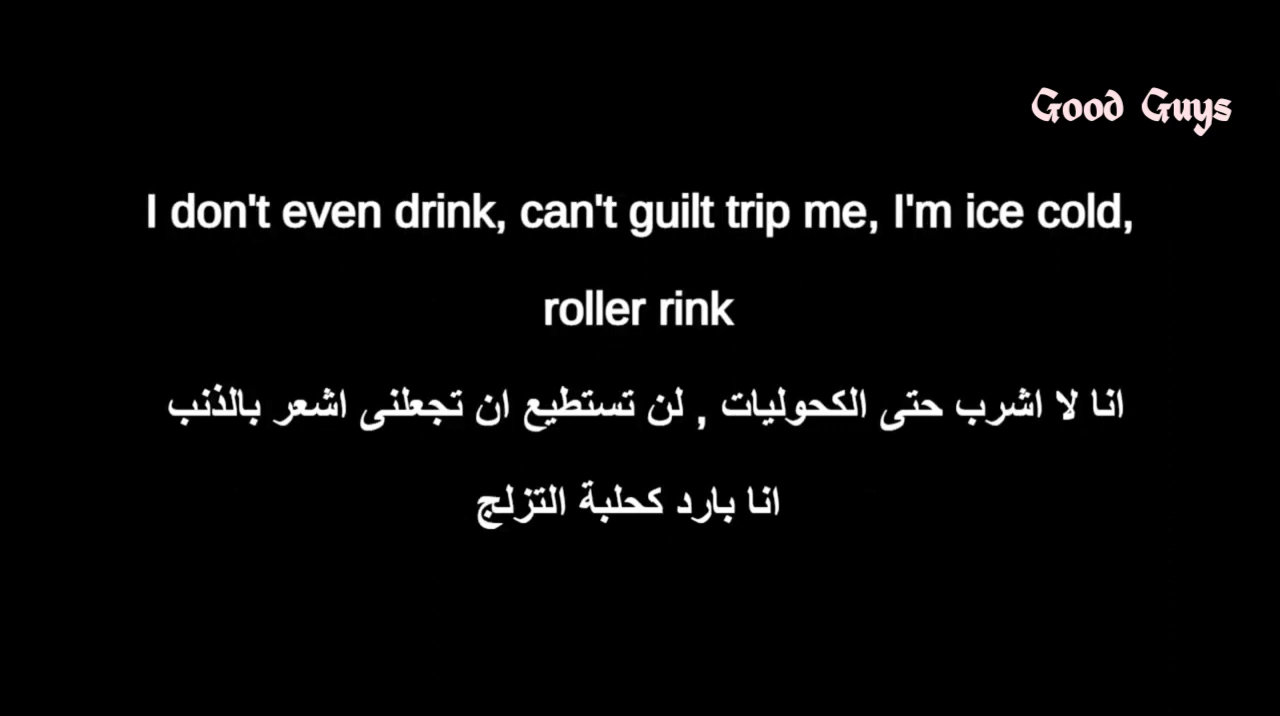 Good Guys
I don't even drink, can't guilt trip me, I'm ice cold,
roller rink
انا لا اشرب حتى الكحوليات , لن تستطيع ان تجعلنى اشعر بالذنب
انا بارد كحلبة التزلج